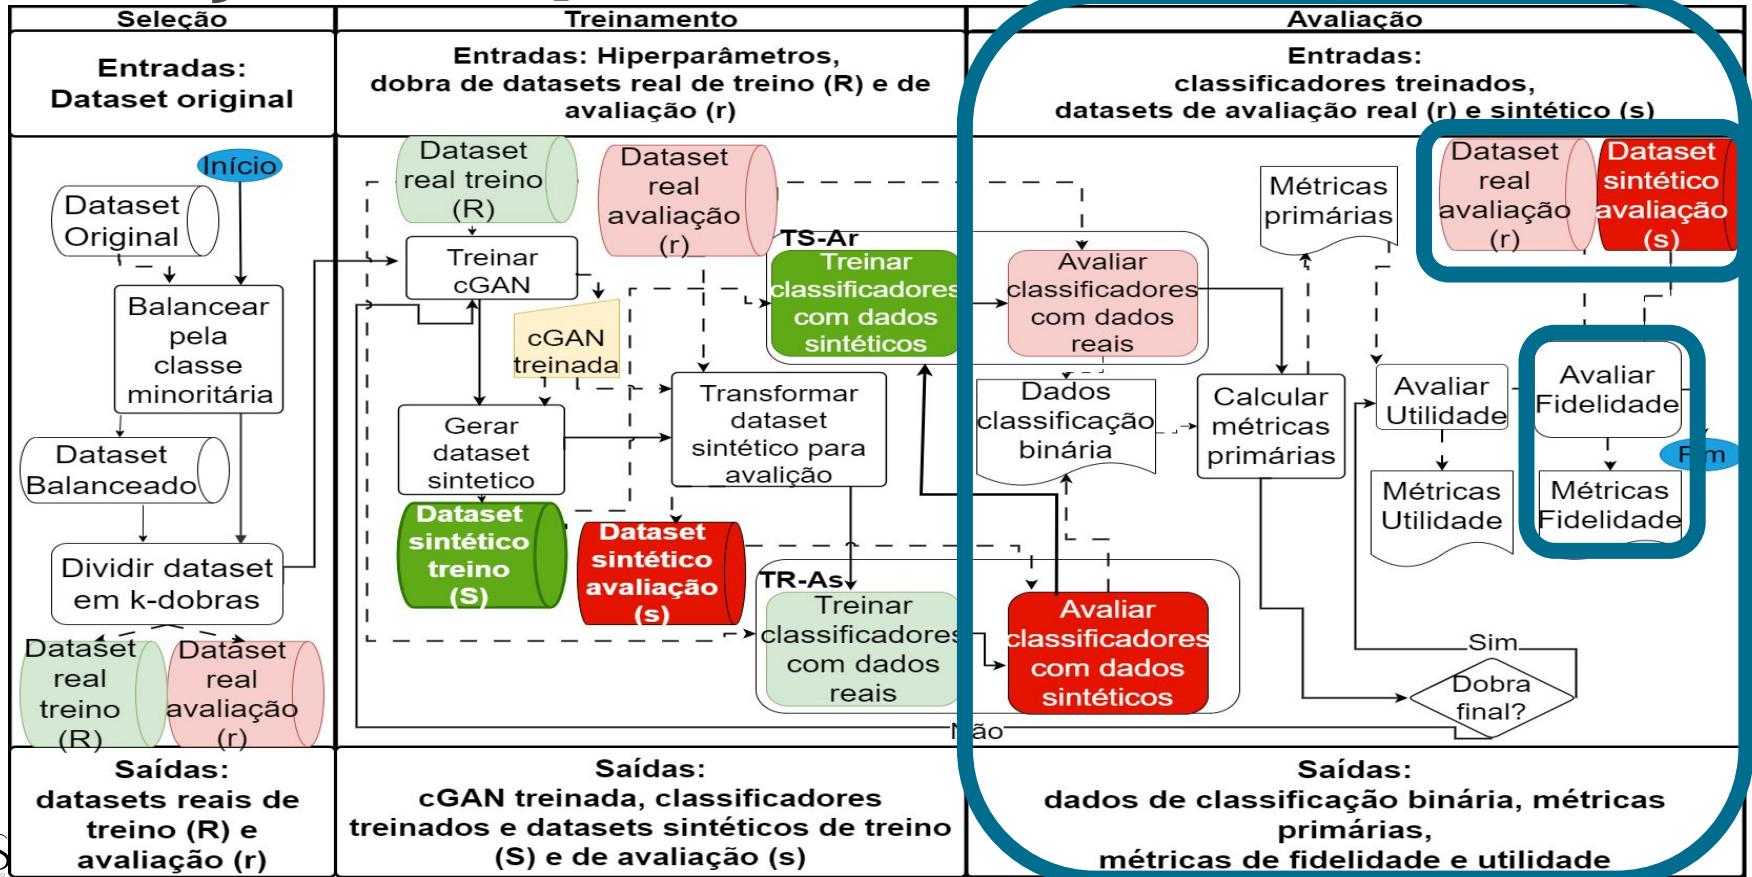 Seleção
Treinamento
Avaliação
Entradas:
Dataset original
Entradas: Hiperparâmetros,
dobra de datasets real de treino (R) e de
avaliação (r)
Entradas:
classificadores treinados,
datasets de avaliação real (r) e sintético (s)
Início
Dataset
Original
Balancear
pela
classe
minoritária
Dataset
Balanceado
Dividir dataset
em k-dobras
Dataset
real
treino
(R)
Dataset
real
avaliação
(r)
Dataset
real treino
(R)
Dataset
real
avaliação
(r)
Treinar
cGAN
cGAN
treinada
Gerar
dataset
sintetico
Transformar
dataset
sintético para
avalição
Dataset
sintético
treino
(S)
Dataset
sintético
avaliação
(s)
TS-Ar
Treinar
classificadores
com dados
sintéticos
Avaliar
classificadores
com dados
reais
TR-As
Treinar
classificadores
com dados
reais
Avaliar
classificadores
com dados
sintéticos
Dados
classificação
binária
Métricas
primárias
Calcular
métricas
primárias
Dataset
real
avaliação
(r)
Dataset
sintético
avaliação
(s)
Avaliar
Utilidade
Avaliar
Fidelidade
Métricas
Utilidade
Métricas
Fidelidade
Fim
Sim
Dobra
final?
Não
Saídas:
datasets reais de
treino (R) e
avaliação (r)
Saídas:
cGAN treinada, classificadores
treinados e datasets sintéticos de treino
(S) e de avaliação (s)
Saídas:
dados de classificação binária, métricas
primárias,
métricas de fidelidade e utilidade